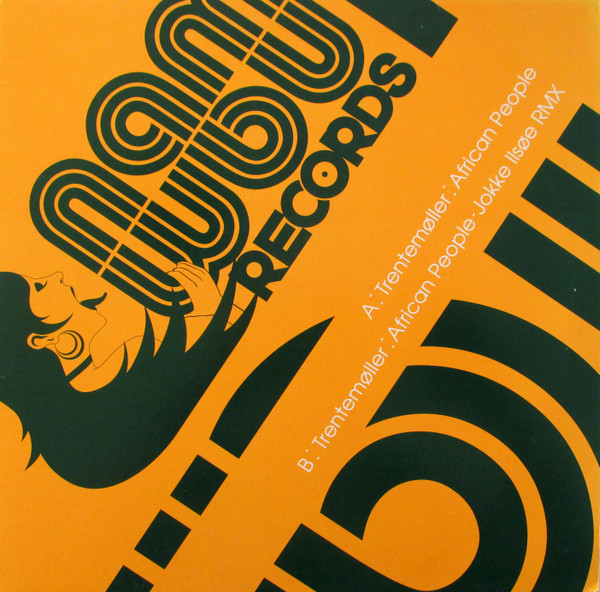 RECORDS
A.: Trentemøller.: African People
B.: Trentemøller.: African People · Jokke Ilsøe RMX